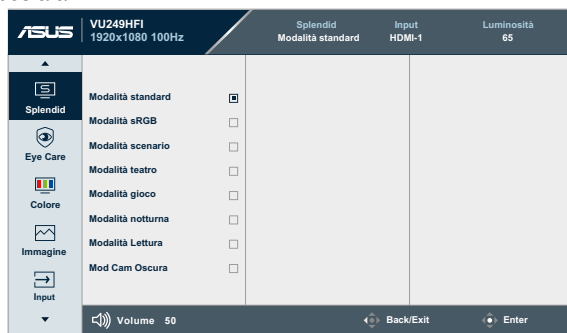 ASUS
VU249HFI
1920x1080 100Hz
Splendid
Modalità standard
Input
HDMI-1
Luminosità
65
Splendid
Eye Care
Colore
Immagine
Input
Modalità standard
Modalità sRGB
Modalità scenario
Modalità teatro
Modalità gioco
Modalità notturna
Modalità Lettura
Mod Cam Oscura
Volume 50
Back/Exit
Enter